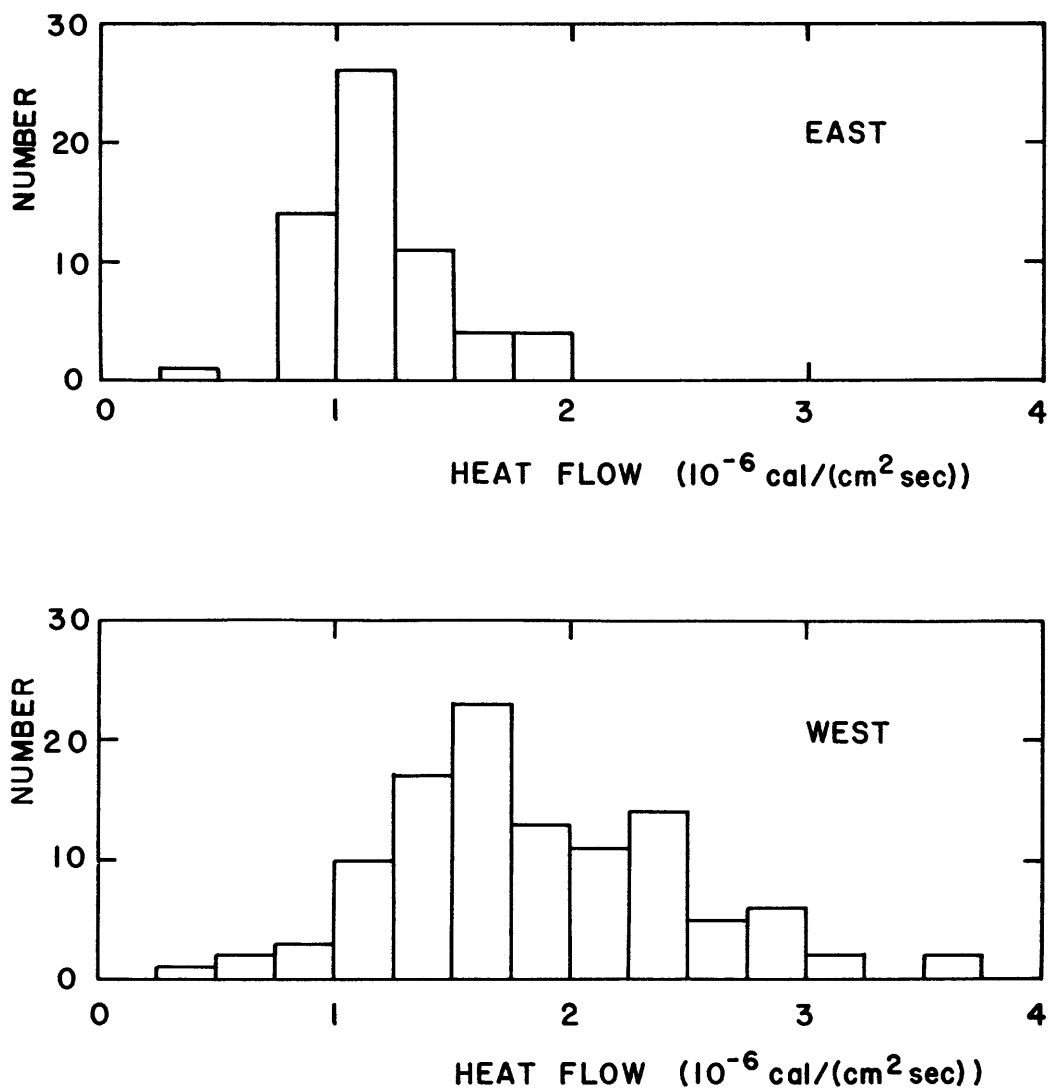 30
20
10
0
NUMBER
EAST
0 1 2 3 4
HEAT FLOW (10⁻⁶ cal/(cm² sec))
30
20
10
0
NUMBER
WEST
0 1 2 3 4
HEAT FLOW (10⁻⁶ cal/(cm² sec))